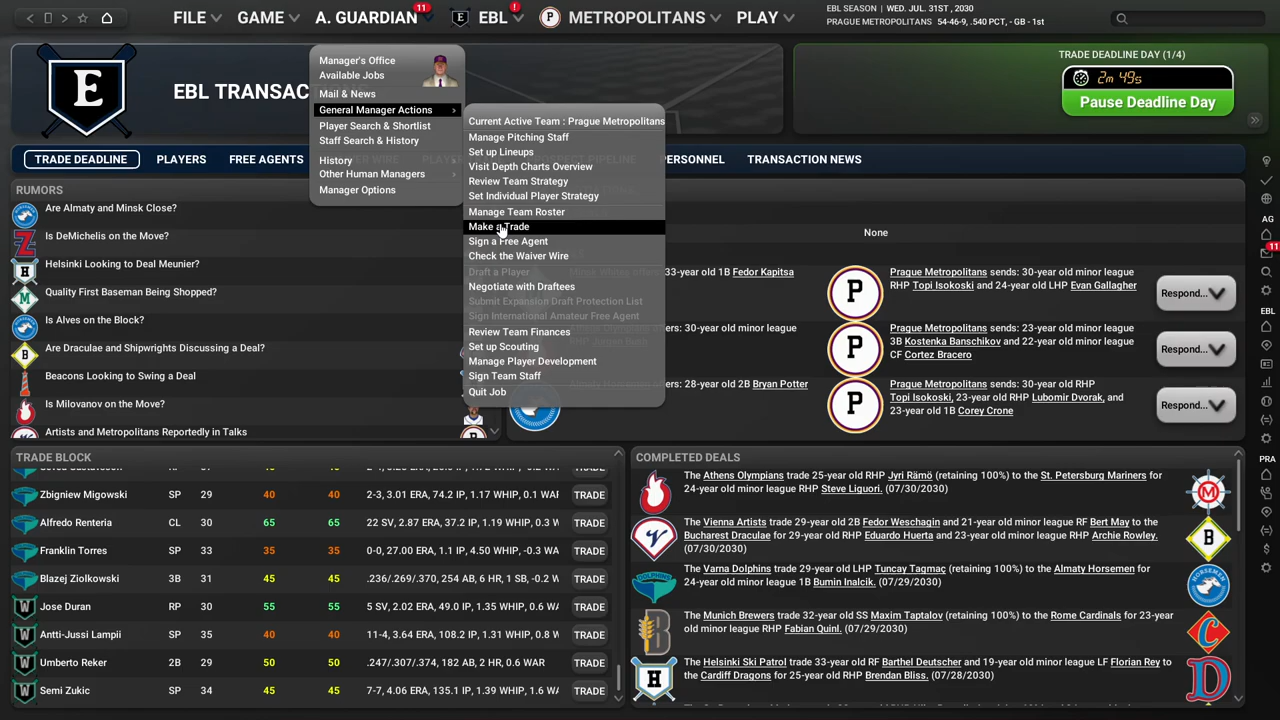 FILE
GAME
A. GUARDIAN
11
EBL
!
P
METROPOLITANS
PLAY
EBL SEASON | WED. JUL. 31ST , 2030
PRAGUE METROPOLITANS 54-46-9, .540 PCT, - GB - 1st
E
EBL TRANSAC
TRADE DEADLINE DAY (1/4)
2m 49s
Pause Deadline Day
Manager's Office
Available Jobs
Mail & News
General Manager Actions
Player Search & Shortlist
Staff Search & History
History
Other Human Managers
Manager Options
Current Active Team : Prague Metropolitans
Manage Pitching Staff
Set up Lineups
Visit Depth Charts Overview
Review Team Strategy
Set Individual Player Strategy
Manage Team Roster
Make a Trade
Sign a Free Agent
Check the Waiver Wire
Draft a Player
Negotiate with Draftees
Submit Expansion Draft Protection List
Sign International Amateur Free Agent
Review Team Finances
Set up Scouting
Manage Player Development
Sign Team Staff
Quit Job
TRADE DEADLINE
PLAYERS
FREE AGENTS
PERSONNEL
TRANSACTION NEWS
RUMORS
Are Almaty and Minsk Close?
Is DeMichelis on the Move?
Helsinki Looking to Deal Meunier?
Quality First Baseman Being Shopped?
Is Alves on the Block?
Are Draculae and Shipwrights Discussing a Deal?
Beacons Looking to Swing a Deal
Is Milovanov on the Move?
Artists and Metropolitans Reportedly in Talks
None
33-year old 1B Fedor Kapitsa
Prague Metropolitans sends: 30-year old minor league
RHP Topi Isokoski and 24-year old LHP Evan Gallagher
Respond...
30-year old minor league
Prague Metropolitans sends: 23-year old minor league
3B Kostenka Banschikov and 22-year old minor league
CF Cortez Bracero
Respond...
28-year old 2B Bryan Potter
Prague Metropolitans sends: 30-year old RHP
Topi Isokoski, 23-year old RHP Lubomir Dvorak, and
23-year old 1B Corey Crone
Respond...
AG
11
EBL
PRA
TRADE BLOCK
Zbigniew Migowski SP 29 40 40 2-3, 3.01 ERA, 74.2 IP, 1.17 WHIP, 0.1 WAR TRADE
Alfredo Renteria CL 30 65 65 22 SV, 2.87 ERA, 37.2 IP, 1.19 WHIP, 0.3 W TRADE
Franklin Torres SP 33 35 35 0-0, 27.00 ERA, 1.1 IP, 4.50 WHIP, -0.3 WA TRADE
Blazej Ziolkowski 3B 31 45 45 .236/.269/.370, 254 AB, 6 HR, 1 SB, -0.2 W TRADE
Jose Duran RP 30 55 55 5 SV, 2.02 ERA, 49.0 IP, 1.35 WHIP, 0.6 WA TRADE
Antti-Jussi Lampii SP 35 40 40 11-4, 3.64 ERA, 108.2 IP, 1.31 WHIP, 0.8 W TRADE
Umberto Reker 2B 29 50 50 .247/.307/.374, 182 AB, 2 HR, 0.6 WAR TRADE
Semi Zukic SP 34 45 45 7-7, 4.06 ERA, 135.1 IP, 1.39 WHIP, 1.6 WA TRADE
COMPLETED DEALS
The Athens Olympians trade 25-year old RHP Jyri Rämö (retaining 100%) to the St. Petersburg Mariners for
24-year old minor league RHP Steve Liguori. (07/30/2030)
The Vienna Artists trade 29-year old 2B Fedor Weschagin and 21-year old minor league RF Bert May to the
Bucharest Draculae for 29-year old RHP Eduardo Huerta and 23-year old minor league RHP Archie Rowley.
(07/30/2030)
The Varna Dolphins trade 29-year old LHP Tuncay Tagmaç (retaining 100%) to the Almaty Horsemen for
24-year old minor league 1B Bumin Inalcik. (07/29/2030)
The Munich Brewers trade 32-year old SS Maxim Taptalov (retaining 100%) to the Rome Cardinals for 23-year
old minor league RHP Fabian Quinl. (07/29/2030)
The Helsinki Ski Patrol trade 33-year old RF Barthel Deutscher and 19-year old minor league LF Florian Rey to
the Cardiff Dragons for 25-year old RHP Brendan Bliss. (07/28/2030)